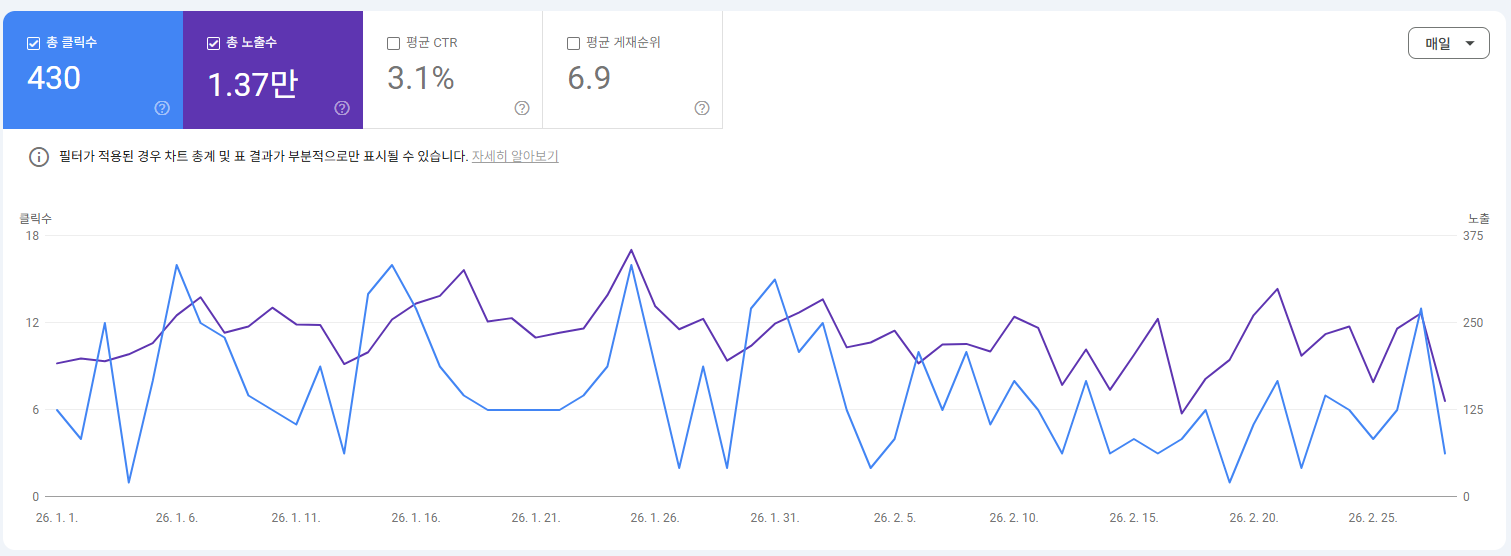 총 클릭수
430
총 노출수
1.37만
평균 CTR
3.1%
평균 게재순위
6.9
매일
필터가 적용된 경우 차트 총계 및 표 결과가 부분적으로만 표시될 수 있습니다. 자세히 알아보기
클릭수
노출
18
375
12
250
6
125
0
0
26. 1. 1.
26. 1. 6.
26. 1. 11.
26. 1. 16.
26. 1. 21.
26. 1. 26.
26. 1. 31.
26. 2. 5.
26. 2. 10.
26. 2. 15.
26. 2. 20.
26. 2. 25.